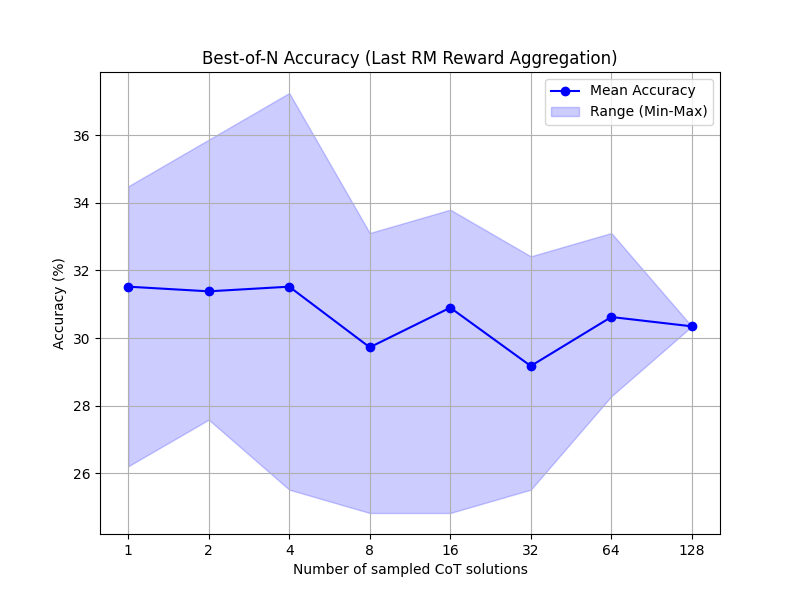 Best-of-N Accuracy (Last RM Reward Aggregation)
Mean Accuracy
Range (Min-Max)
Accuracy (%)
36
34
32
30
28
26
1 2 4 8 16 32 64 128
Number of sampled CoT solutions